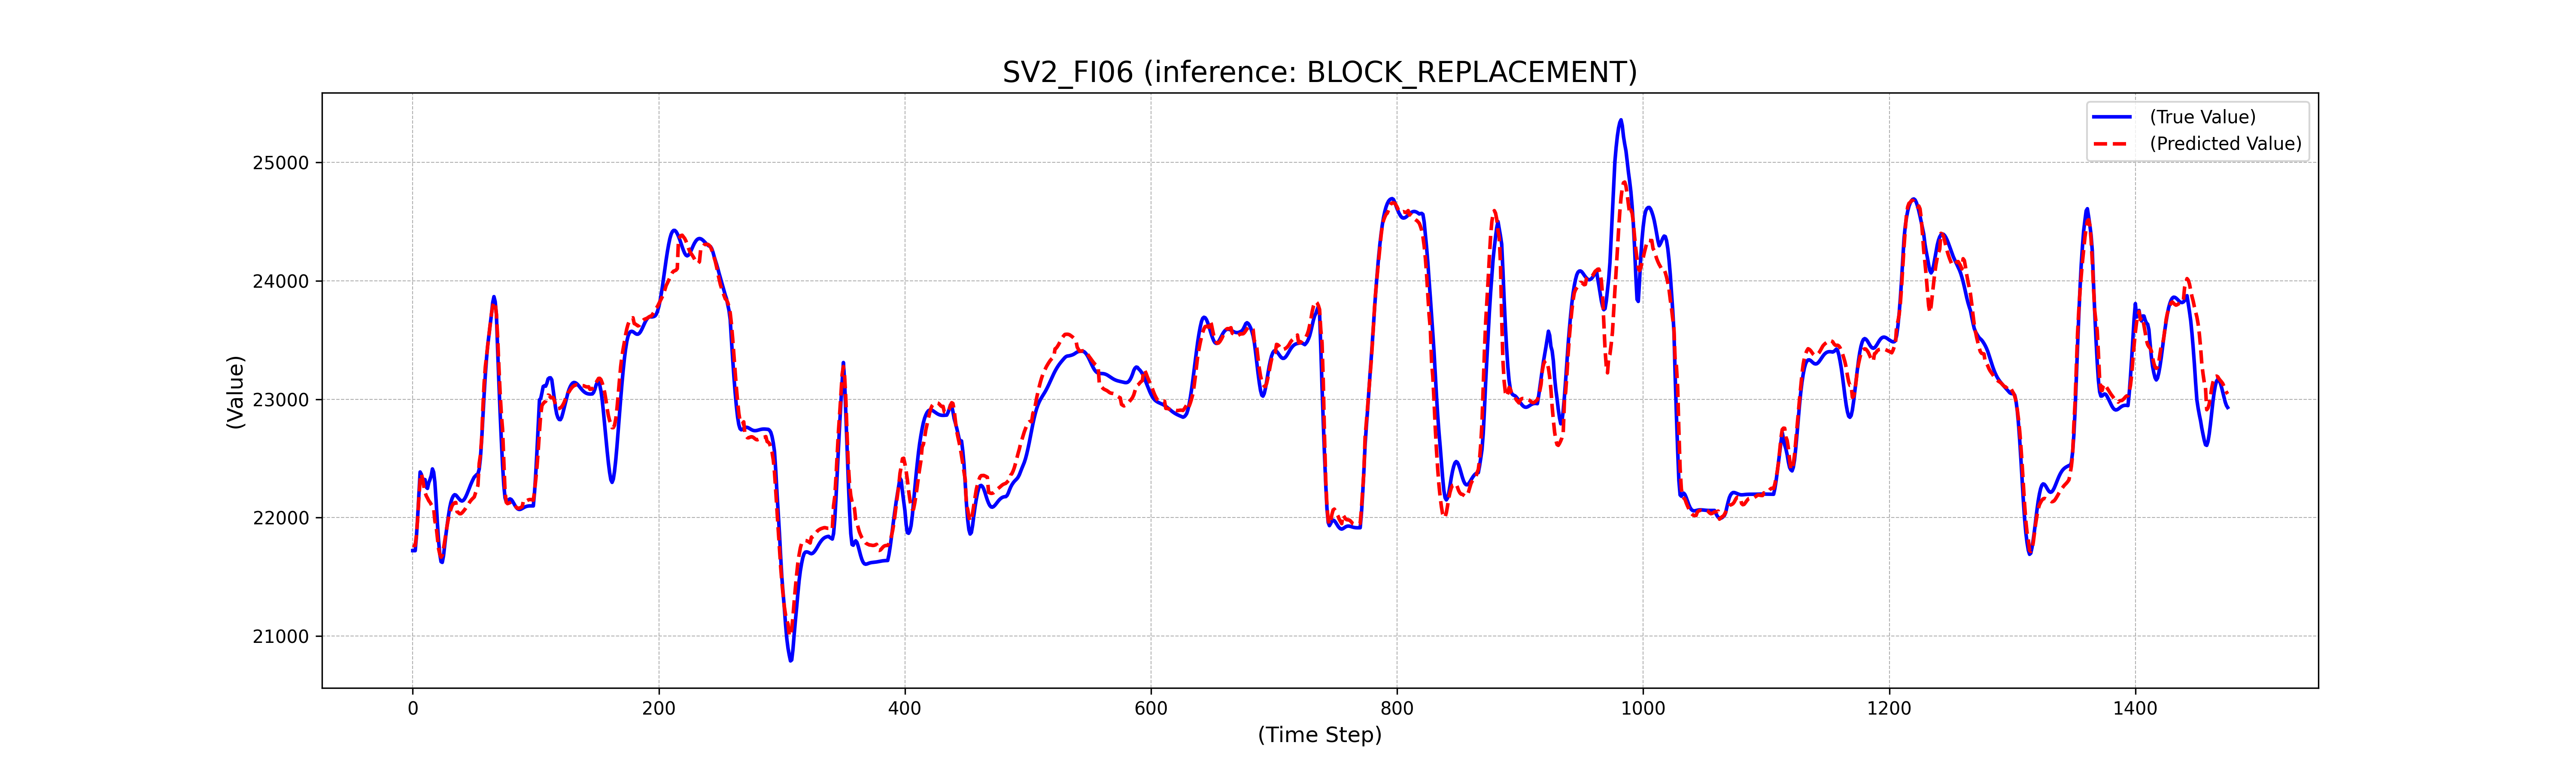 SV2_FI06 (inference: BLOCK_REPLACEMENT)
(True Value)
(Predicted Value)
25000
24000
23000
22000
21000
(Value)
0 200 400 600 800 1000 1200 1400
(Time Step)